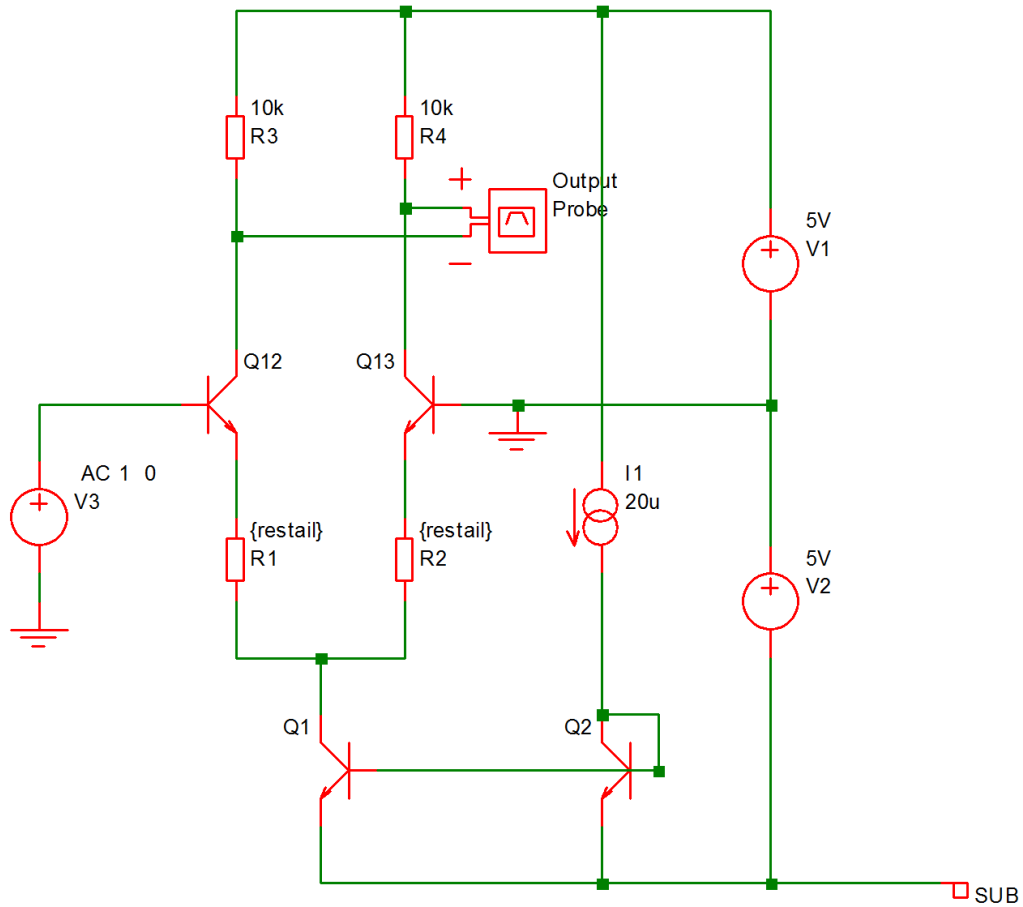 10k
R3
10k
R4
+
Output
Probe
−
5V
V1
Q12
Q13
AC 1 0
V3
I1
20u
{restail}
R1
{restail}
R2
5V
V2
Q1
Q2
SUB